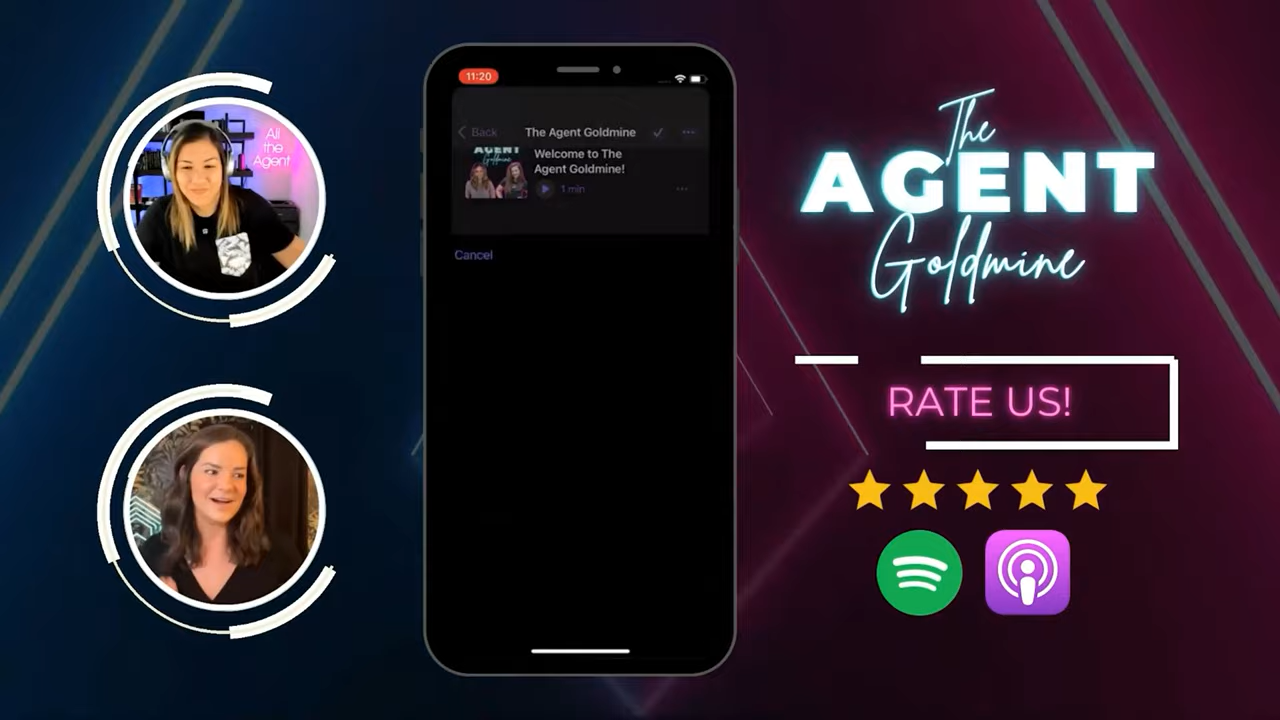 All
the
Agent
11:20
Back
The Agent Goldmine
AGENT
Goldmine
Welcome to The
Agent Goldmine!
1 min
Cancel
The
AGENT
Goldmine
RATE US!